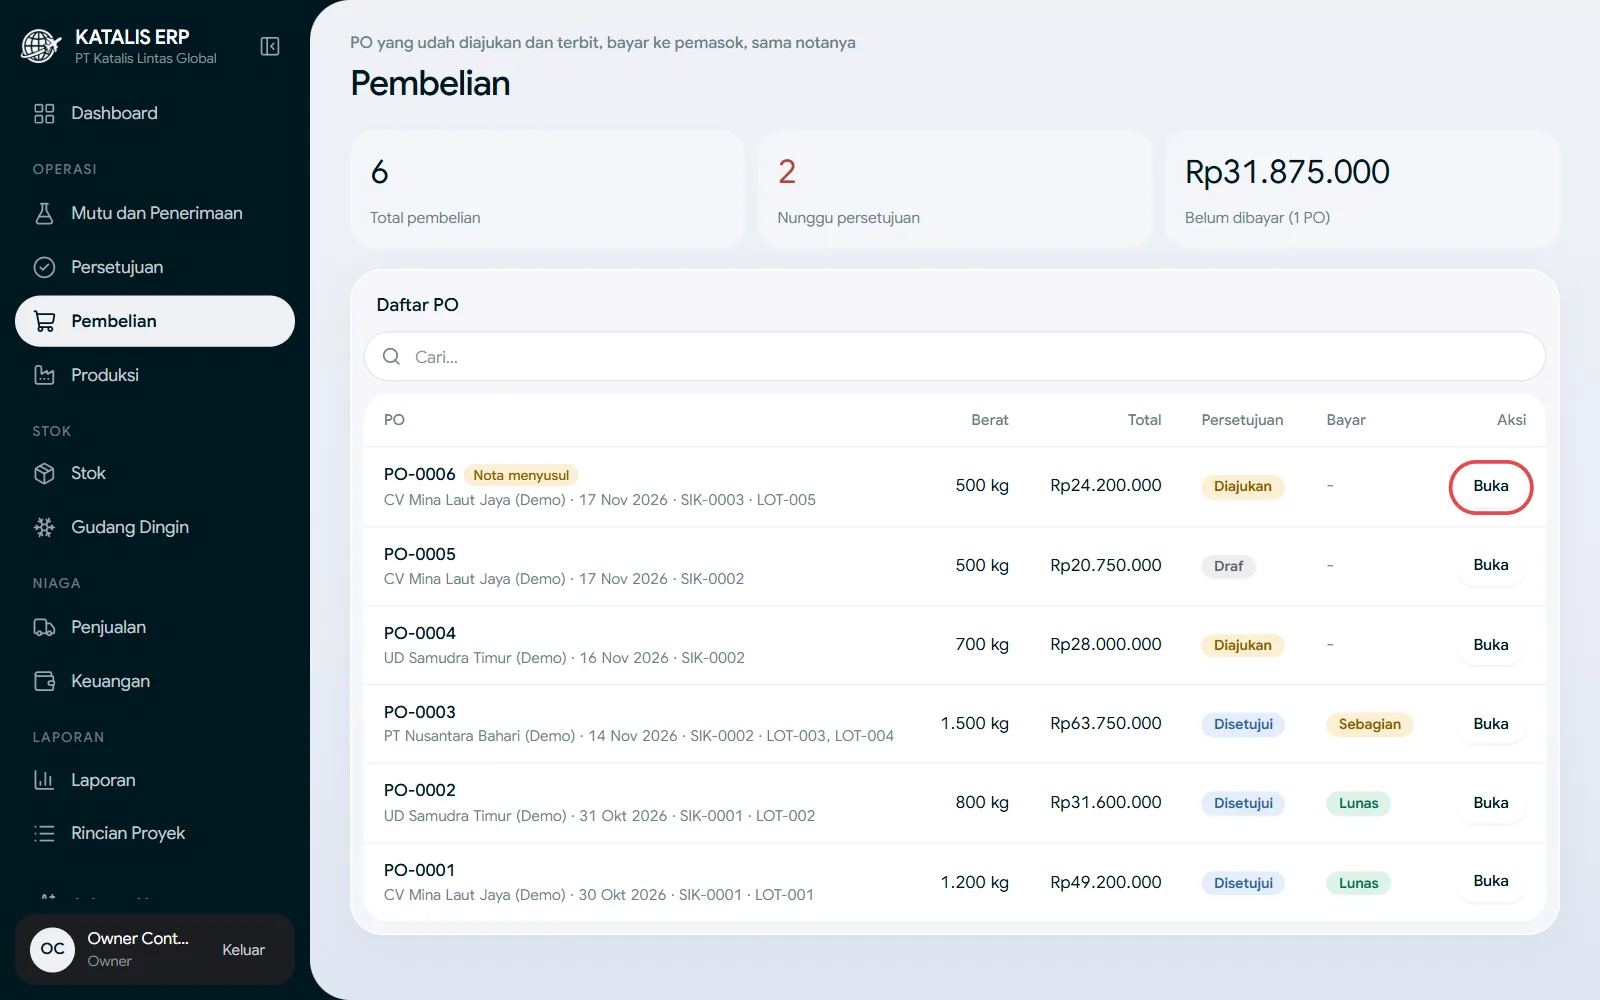 KATALIS ERP
PT Katalis Lintas Global
Dashboard
OPERASI
Mutu dan Penerimaan
Persetujuan
Pembelian
Produksi
STOK
Stok
Gudang Dingin
NIAGA
Penjualan
Keuangan
LAPORAN
Laporan
Rincian Proyek
OC
Owner Cont...
Owner
Keluar
PO yang udah diajukan dan terbit, bayar ke pemasok, sama notanya
Pembelian
6
Total pembelian
2
Nunggu persetujuan
Rp31.875.000
Belum dibayar (1 PO)
Daftar PO
Cari...
PO Berat Total Persetujuan Bayar Aksi
PO-0006 Nota menyusul
CV Mina Laut Jaya (Demo) · 17 Nov 2026 · SIK-0003 · LOT-005
500 kg Rp24.200.000 Diajukan - Buka
PO-0005
CV Mina Laut Jaya (Demo) · 17 Nov 2026 · SIK-0002
500 kg Rp20.750.000 Draf - Buka
PO-0004
UD Samudra Timur (Demo) · 16 Nov 2026 · SIK-0002
700 kg Rp28.000.000 Diajukan - Buka
PO-0003
PT Nusantara Bahari (Demo) · 14 Nov 2026 · SIK-0002 · LOT-003, LOT-004
1.500 kg Rp63.750.000 Disetujui Sebagian Buka
PO-0002
UD Samudra Timur (Demo) · 31 Okt 2026 · SIK-0001 · LOT-002
800 kg Rp31.600.000 Disetujui Lunas Buka
PO-0001
CV Mina Laut Jaya (Demo) · 30 Okt 2026 · SIK-0001 · LOT-001
1.200 kg Rp49.200.000 Disetujui Lunas Buka